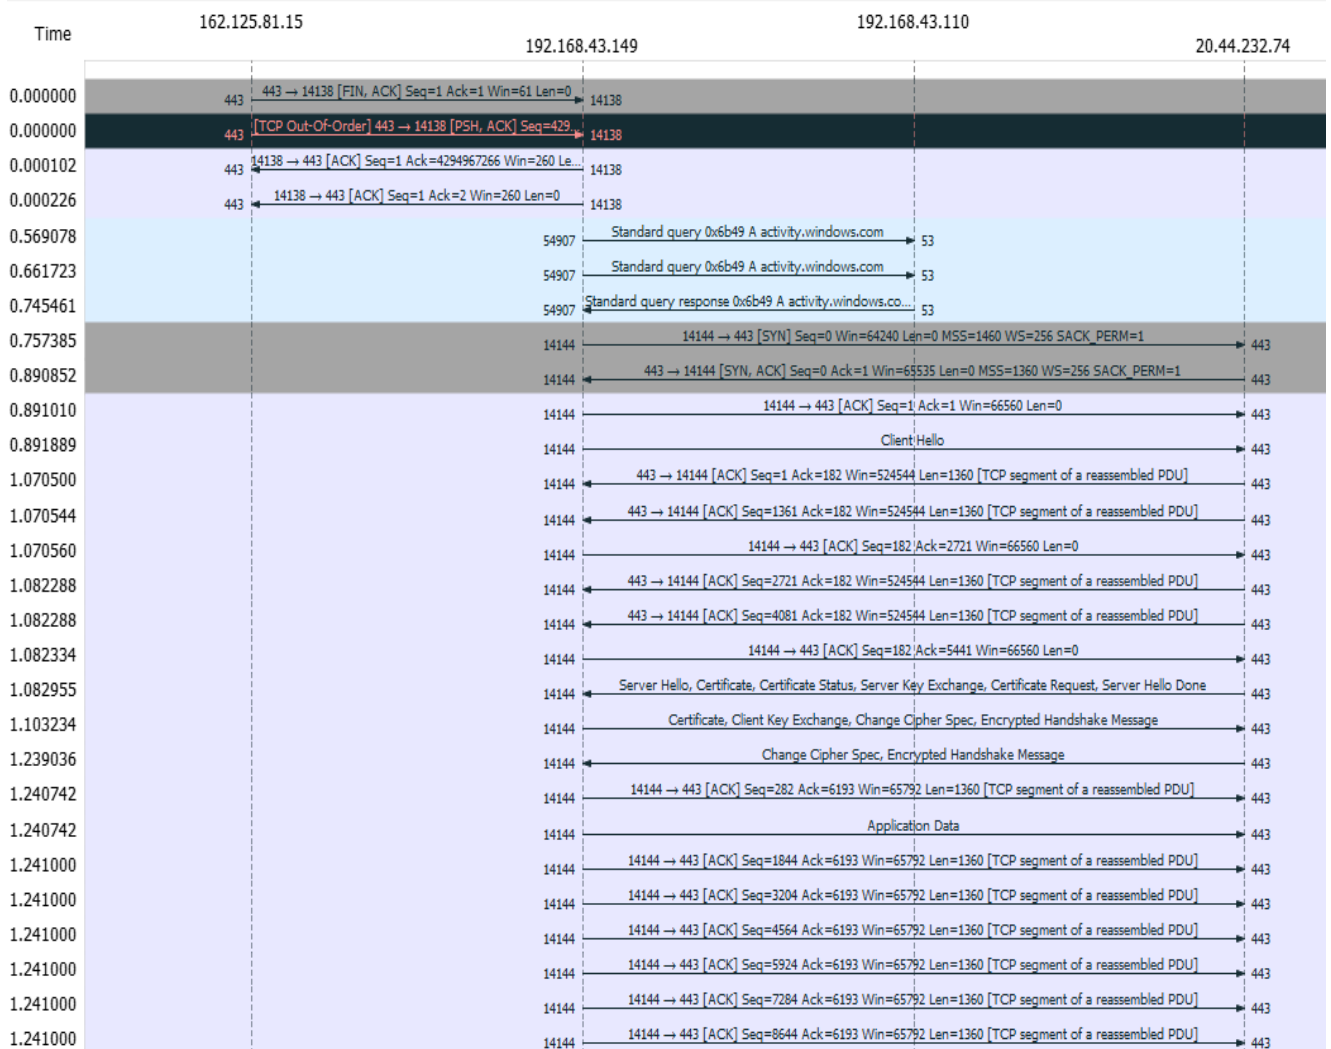 162.125.81.15 192.168.43.110
Time
192.168.43.149 20.44.232.74
0.000000 443 443 → 14138 [FIN, ACK] Seq=1 Ack=1 Win=61 Len=0 14138
0.000000 443 [TCP Out-Of-Order] 443 → 14138 [PSH, ACK] Seq=429... 14138
0.000102 443 14138 → 443 [ACK] Seq=1 Ack=4294967266 Win=260 Le... 14138
0.000226 443 14138 → 443 [ACK] Seq=1 Ack=2 Win=260 Len=0 14138
0.569078 54907 Standard query 0x6b49 A activity.windows.com 53
0.661723 54907 Standard query 0x6b49 A activity.windows.com 53
0.745461 54907 Standard query response 0x6b49 A activity.windows.co... 53
0.757385 14144 14144 → 443 [SYN] Seq=0 Win=64240 Len=0 MSS=1460 WS=256 SACK_PERM=1 443
0.890852 14144 443 → 14144 [SYN, ACK] Seq=0 Ack=1 Win=65535 Len=0 MSS=1360 WS=256 SACK_PERM=1 443
0.891010 14144 14144 → 443 [ACK] Seq=1 Ack=1 Win=66560 Len=0 443
0.891889 14144 Client Hello 443
1.070500 14144 443 → 14144 [ACK] Seq=1 Ack=182 Win=524544 Len=1360 [TCP segment of a reassembled PDU] 443
1.070544 14144 443 → 14144 [ACK] Seq=1361 Ack=182 Win=524544 Len=1360 [TCP segment of a reassembled PDU] 443
1.070560 14144 14144 → 443 [ACK] Seq=182 Ack=2721 Win=66560 Len=0 443
1.082288 14144 443 → 14144 [ACK] Seq=2721 Ack=182 Win=524544 Len=1360 [TCP segment of a reassembled PDU] 443
1.082288 14144 443 → 14144 [ACK] Seq=4081 Ack=182 Win=524544 Len=1360 [TCP segment of a reassembled PDU] 443
1.082334 14144 14144 → 443 [ACK] Seq=182 Ack=5441 Win=66560 Len=0 443
1.082955 14144 Server Hello, Certificate, Certificate Status, Server Key Exchange, Certificate Request, Server Hello Done 443
1.103234 14144 Certificate, Client Key Exchange, Change Cipher Spec, Encrypted Handshake Message 443
1.239036 14144 Change Cipher Spec, Encrypted Handshake Message 443
1.240742 14144 14144 → 443 [ACK] Seq=282 Ack=6193 Win=65792 Len=1360 [TCP segment of a reassembled PDU] 443
1.240742 14144 Application Data 443
1.241000 14144 14144 → 443 [ACK] Seq=1844 Ack=6193 Win=65792 Len=1360 [TCP segment of a reassembled PDU] 443
1.241000 14144 14144 → 443 [ACK] Seq=3204 Ack=6193 Win=65792 Len=1360 [TCP segment of a reassembled PDU] 443
1.241000 14144 14144 → 443 [ACK] Seq=4564 Ack=6193 Win=65792 Len=1360 [TCP segment of a reassembled PDU] 443
1.241000 14144 14144 → 443 [ACK] Seq=5924 Ack=6193 Win=65792 Len=1360 [TCP segment of a reassembled PDU] 443
1.241000 14144 14144 → 443 [ACK] Seq=7284 Ack=6193 Win=65792 Len=1360 [TCP segment of a reassembled PDU] 443
1.241000 14144 14144 → 443 [ACK] Seq=8644 Ack=6193 Win=65792 Len=1360 [TCP segment of a reassembled PDU] 443